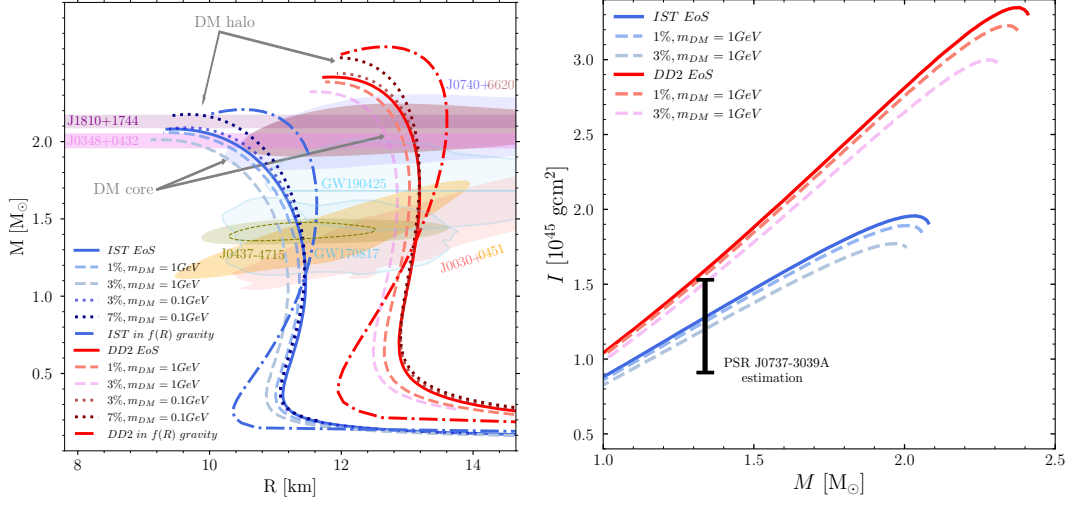 DM halo
J0740+6620
J1810+1744
J0348+0432
DM core
GW190425
J0437-4715
GW170817
J0030+0451
IST EoS
1%, m_DM = 1GeV
3%, m_DM = 1GeV
3%, m_DM = 0.1GeV
7%, m_DM = 0.1GeV
IST in f(R) gravity
DD2 EoS
1%, m_DM = 1GeV
3%, m_DM = 1GeV
3%, m_DM = 0.1GeV
7%, m_DM = 0.1GeV
DD2 in f(R) gravity
M [M⊙]
2.0
1.5
1.0
0.5
8
10
12
14
R [km]
IST EoS
1%, m_DM = 1GeV
3%, m_DM = 1GeV
DD2 EoS
1%, m_DM = 1GeV
3%, m_DM = 1GeV
PSR J0737-3039A
estimation
I [10^45 gcm^2]
3.0
2.5
2.0
1.5
1.0
0.5
1.0
1.5
2.0
2.5
M [M⊙]